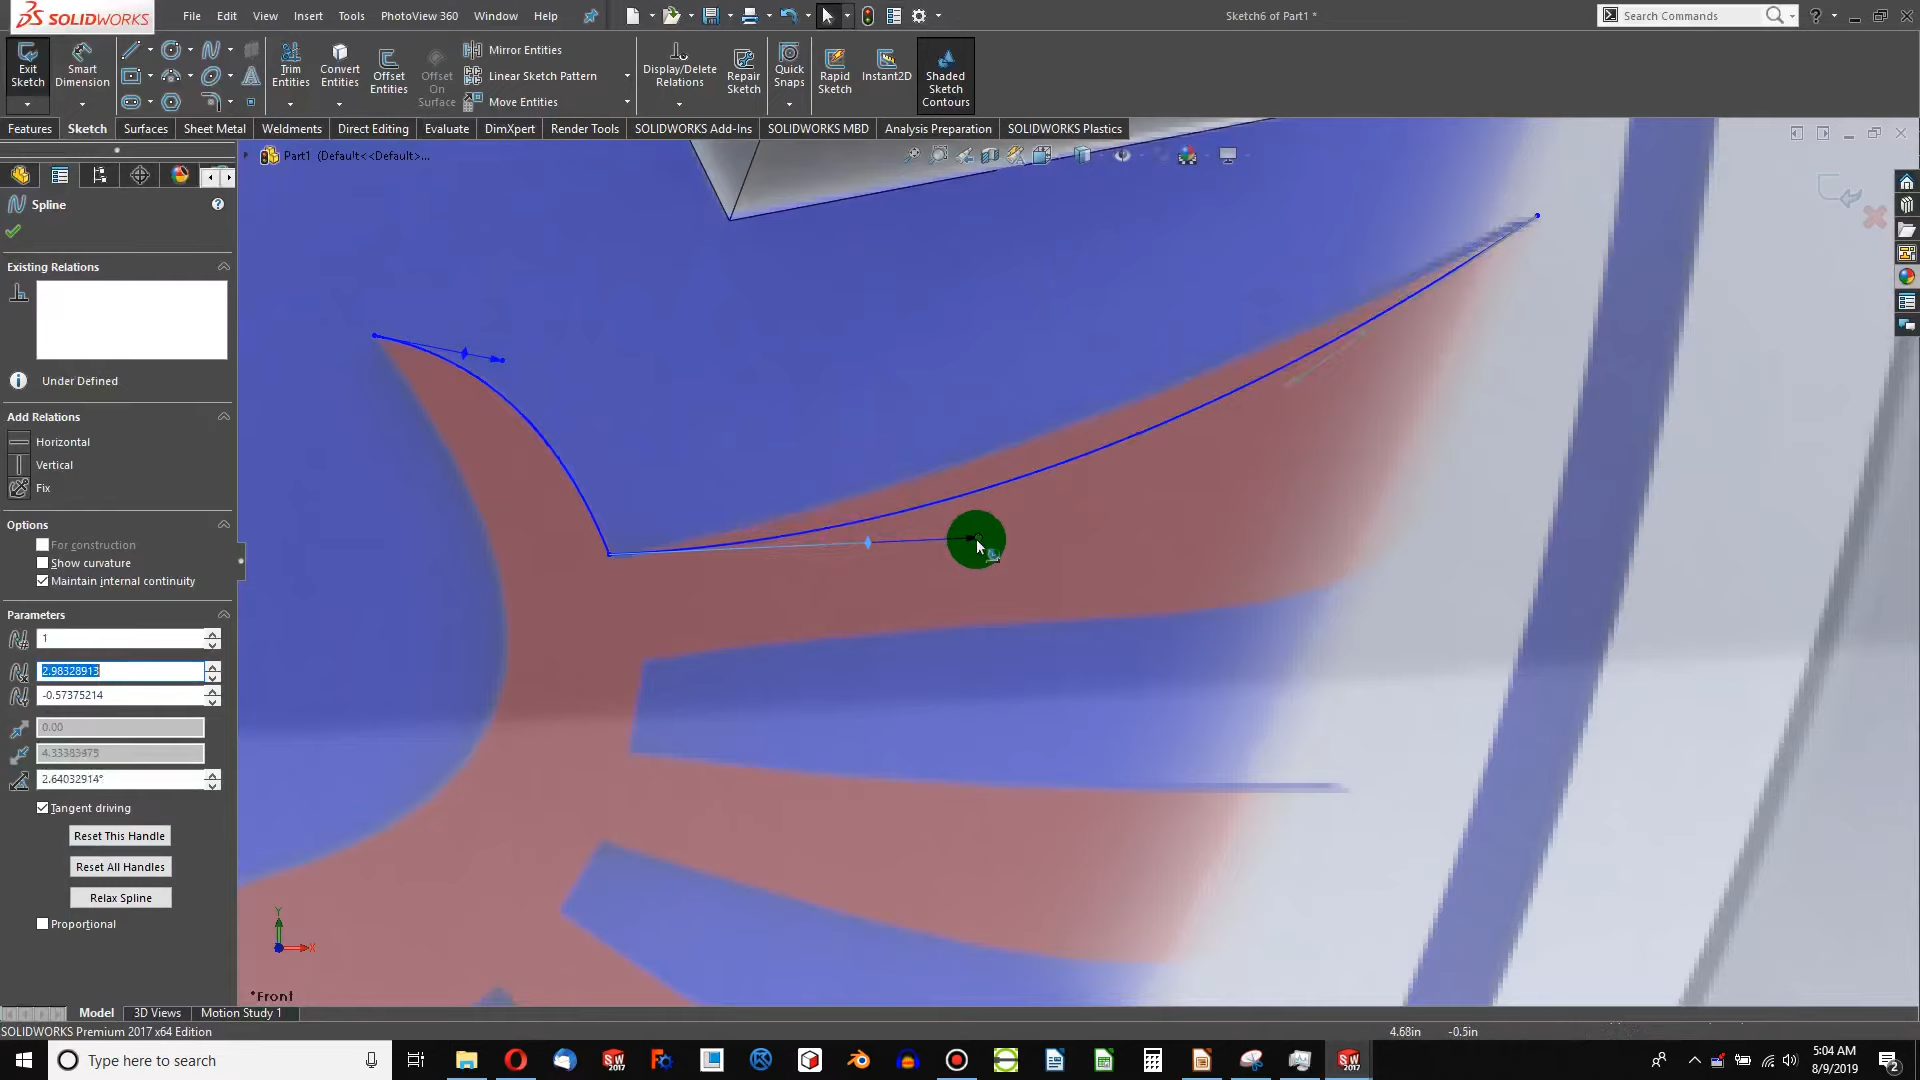 SOLIDWORKS
File Edit View Insert Tools PhotoView 360 Window Help
Sketch6 of Part1 *
Search Commands
Exit Sketch
Smart Dimension
Trim Entities
Convert Entities
Offset Entities
Offset On Surface
Mirror Entities
Linear Sketch Pattern
Move Entities
Display/Delete Relations
Repair Sketch
Quick Snaps
Rapid Sketch
Instant2D
Shaded Sketch Contours
Features Sketch Surfaces Sheet Metal Weldments Direct Editing Evaluate DimXpert Render Tools SOLIDWORKS Add-Ins SOLIDWORKS MBD Analysis Preparation SOLIDWORKS Plastics
Part1 (Default<<Default>...
Spline
Existing Relations
Under Defined
Add Relations
Horizontal
Vertical
Fix
Options
For construction
Show curvature
Maintain internal continuity
Parameters
1
2.98328913
-0.57375214
0.00
4.33383475
2.64032914°
Tangent driving
Reset This Handle
Reset All Handles
Relax Spline
Proportional
Y
X
*Front
Model 3D Views Motion Study 1
SOLIDWORKS Premium 2017 x64 Edition
4.68in -0.5in
Type here to search
5:04 AM
8/9/2019
2